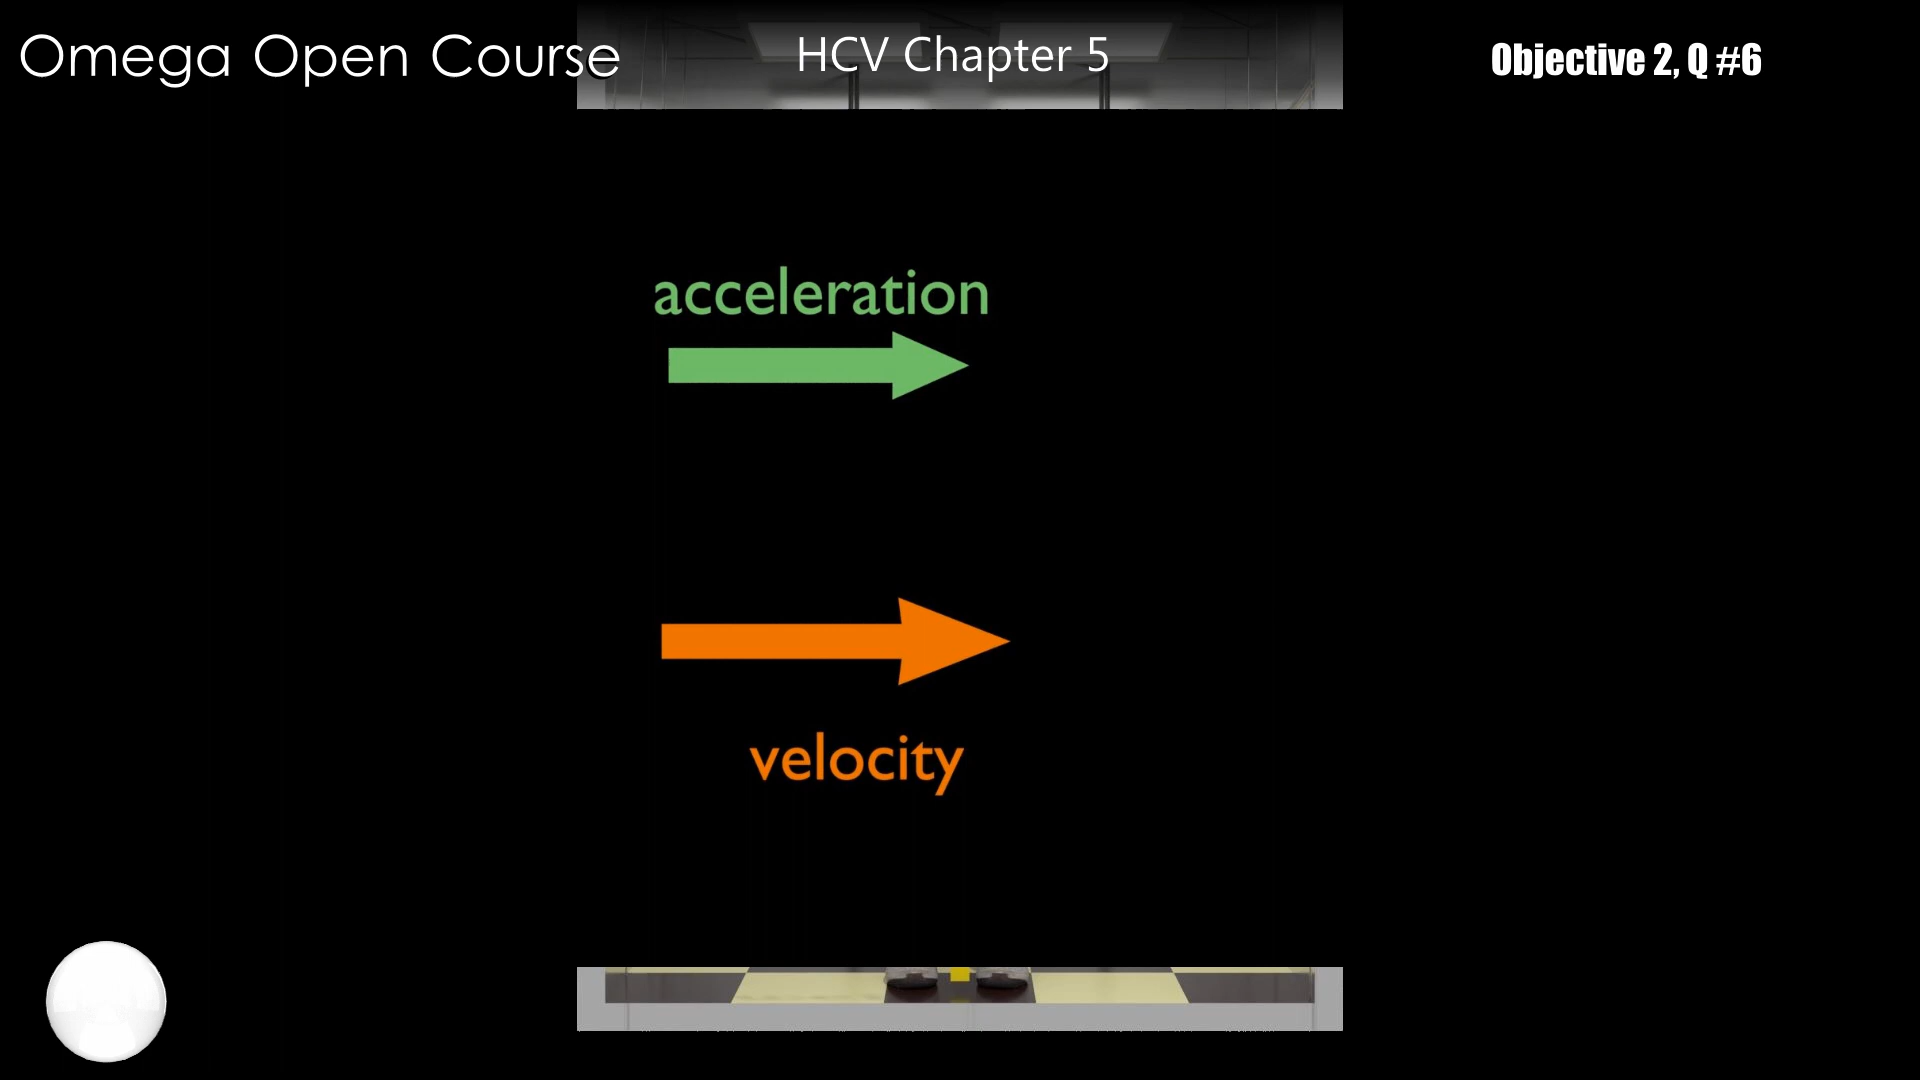 Omega Open Course
HCV Chapter 5
Objective 2, Q #6
acceleration
velocity